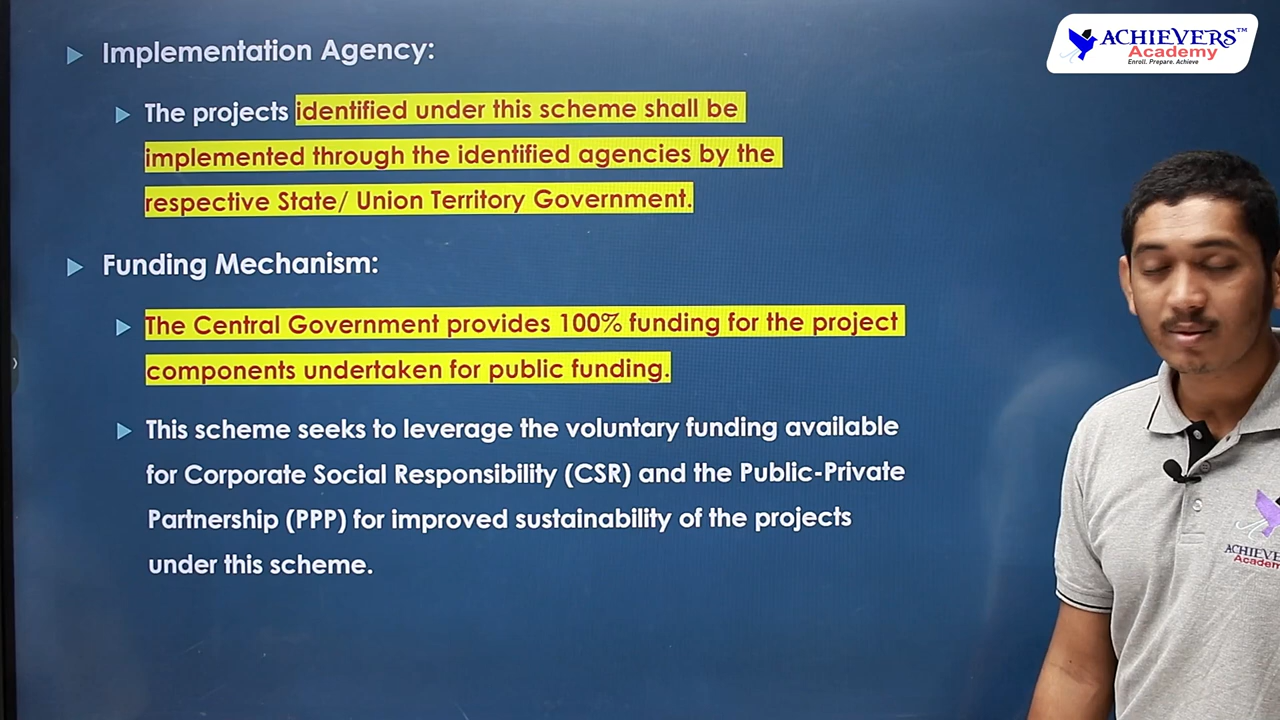 Implementation Agency:
The projects identified under this scheme shall be
implemented through the identified agencies by the
respective State/ Union Territory Government.
Funding Mechanism:
The Central Government provides 100% funding for the project
components undertaken for public funding.
This scheme seeks to leverage the voluntary funding available
for Corporate Social Responsibility (CSR) and the Public-Private
Partnership (PPP) for improved sustainability of the projects
under this scheme.
ACHIEVERS™
Academy
Enroll. Prepare. Achieve
ACHIEVE
Academ